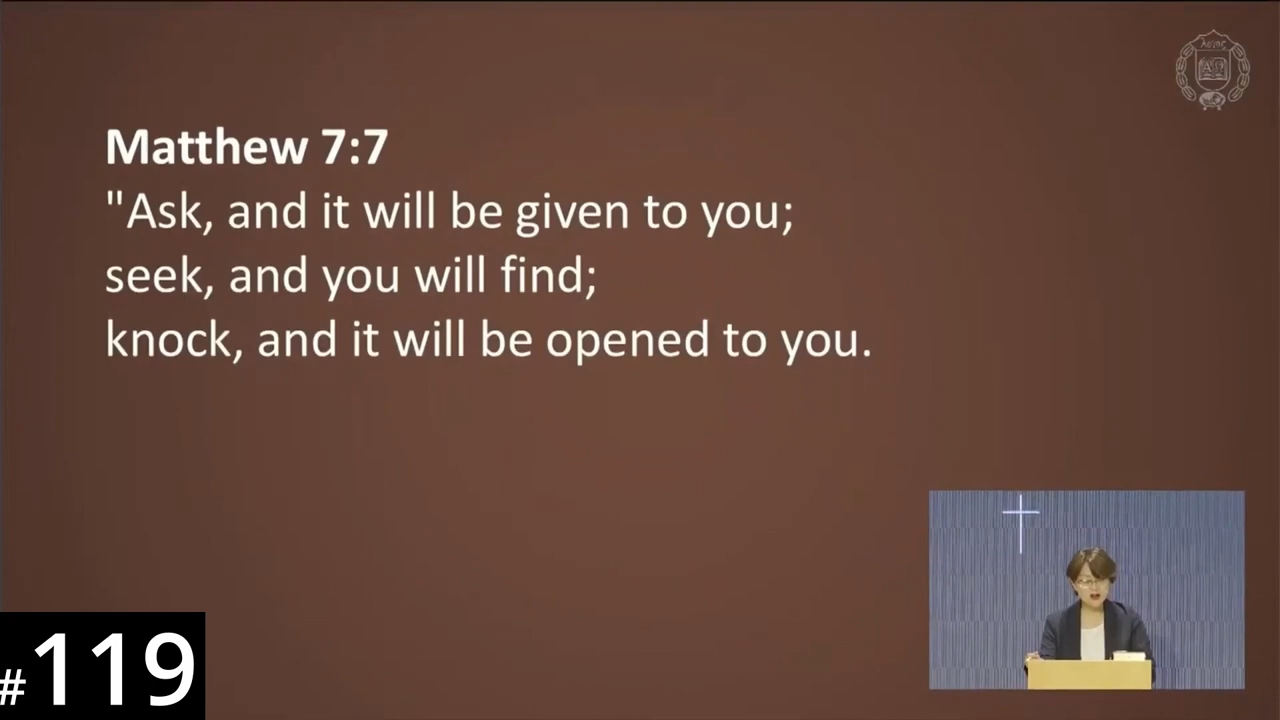 λόγος
Matthew 7:7
"Ask, and it will be given to you;
seek, and you will find;
knock, and it will be opened to you.
#119